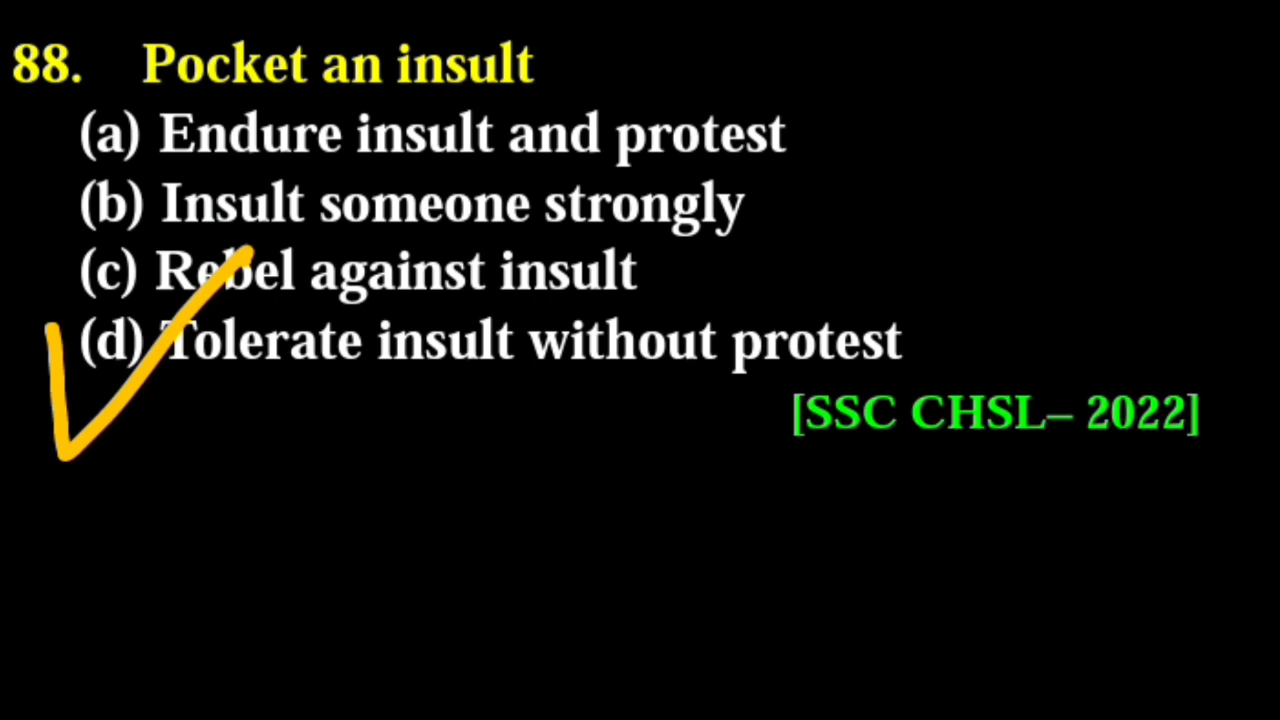 88. Pocket an insult
(a) Endure insult and protest
(b) Insult someone strongly
(c) Rebel against insult
(d) Tolerate insult without protest
[SSC CHSL– 2022]